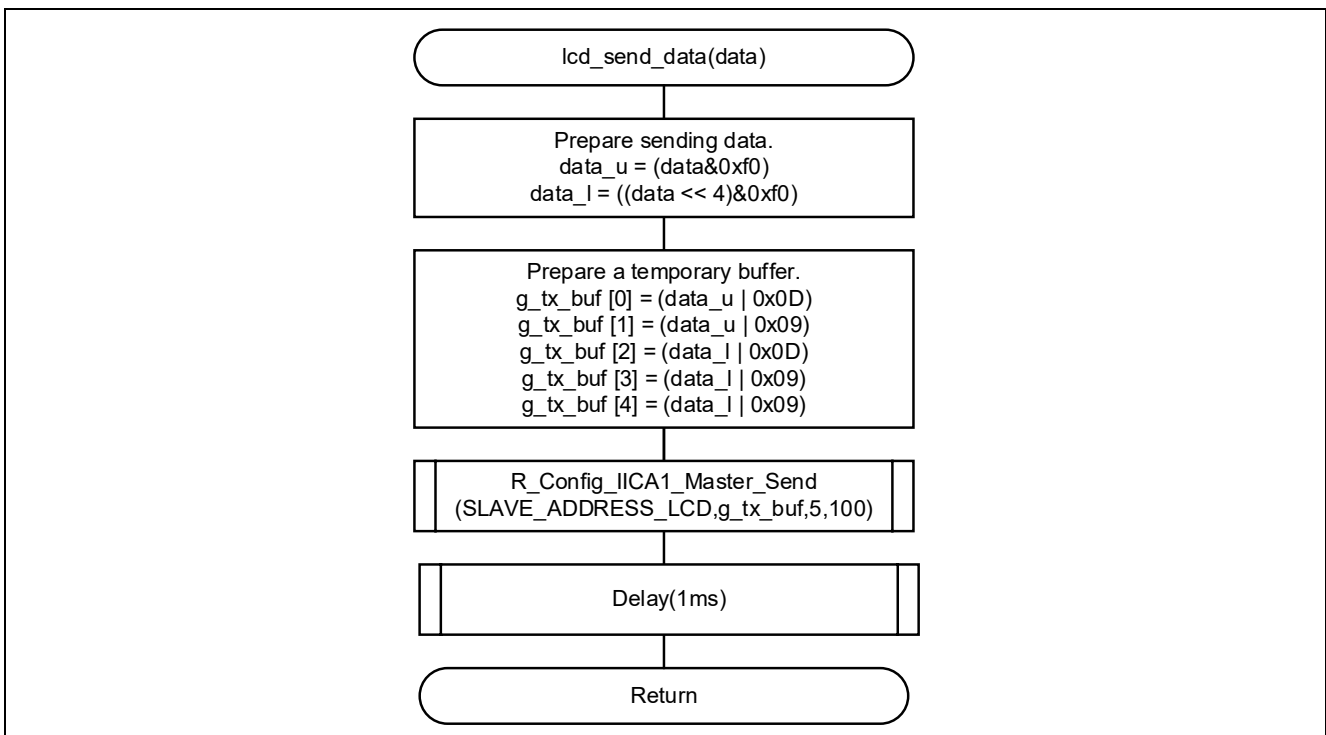 lcd_send_data(data)
Prepare sending data.
data_u = (data&0xf0)
data_l = ((data << 4)&0xf0)
Prepare a temporary buffer.
g_tx_buf [0] = (data_u | 0x0D)
g_tx_buf [1] = (data_u | 0x09)
g_tx_buf [2] = (data_l | 0x0D)
g_tx_buf [3] = (data_l | 0x09)
g_tx_buf [4] = (data_l | 0x09)
R_Config_IICA1_Master_Send
(SLAVE_ADDRESS_LCD,g_tx_buf,5,100)
Delay(1ms)
Return